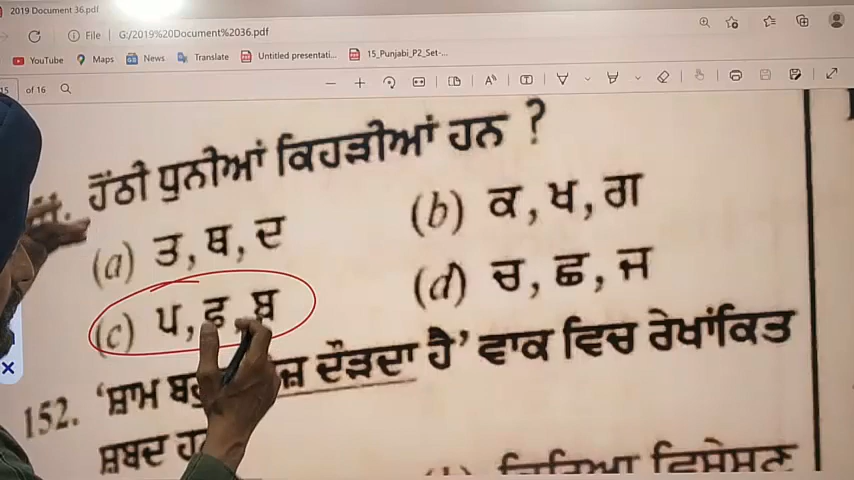 2019 Document 36.pdf
File G:/2019%20Document%2036.pdf
YouTube Maps News Translate Untitled presentati... 15_Punjabi_P2_Set-...
of 16
ਹੋਂਠੀ ਧੁਨੀਆਂ ਕਿਹੜੀਆਂ ਹਨ ?
(a) ਤ, ਥ, ਦ (b) ਕ, ਖ, ਗ
(c) ਪ, ਫ, ਬ (d) ਚ, ਛ, ਜ
152. ‘ਸ਼ਾਮ ਦੌੜਦਾ ਹੈ’ ਵਾਕ ਵਿਚ ਰੇਖਾਂਕਿਤ
ਸ਼ਬਦ
ਵਿਸ਼ੇਸ਼ਣ